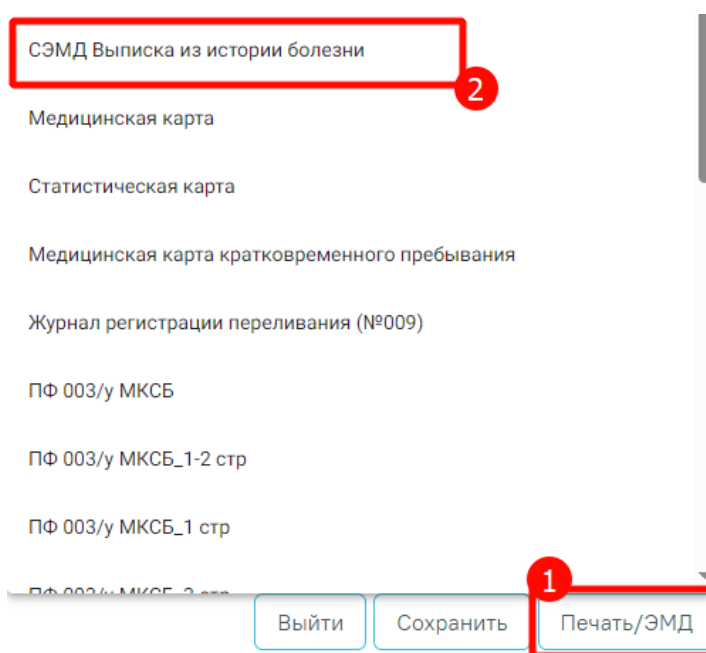 СЭМД Выписка из истории болезни
2
Медицинская карта
Статистическая карта
Медицинская карта кратковременного пребывания
Журнал регистрации переливания (№009)
ПФ 003/у МКСБ
ПФ 003/у МКСБ_1-2 стр
ПФ 003/у МКСБ_1 стр
1
Выйти Сохранить Печать/ЭМД